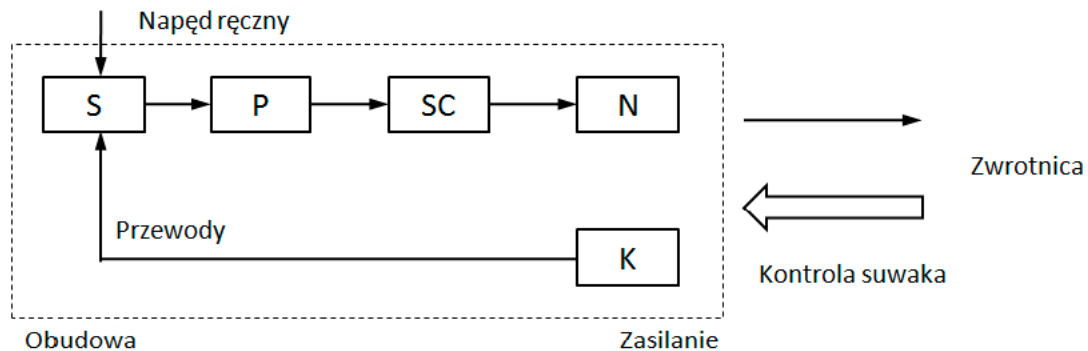 Napęd ręczny
S
P
SC
N
Zwrotnica
Przewody
K
Kontrola suwaka
Obudowa
Zasilanie